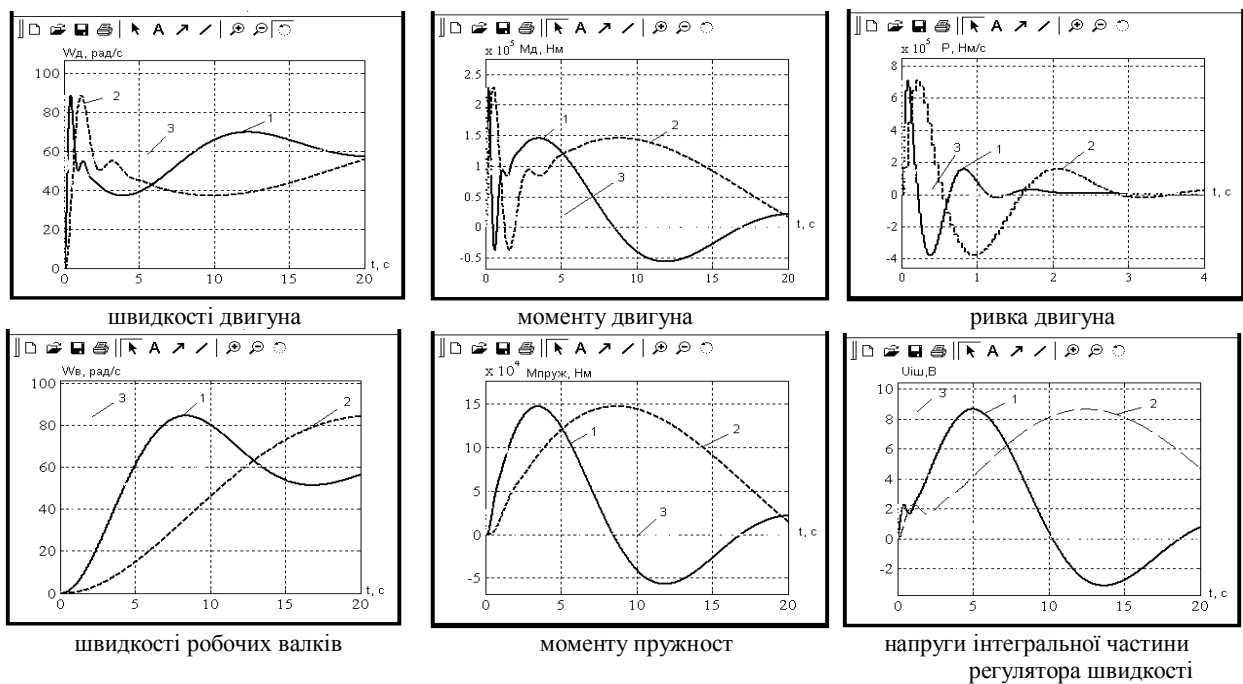 Wд, рад/с
100
80
60
40
20
0
0 5 10 15 20
t, с
1
2
3
швидкості двигуна
x 10^5 Мд, Нм
2.5
2.0
1.5
1.0
0.5
0.0
-0.5
0 5 10 15 20
t, с
1
2
3
моменту двигуна
x 10^5 Р, Нм/с
8
6
4
2
0
-2
-4
0 1 2 3 4
t, с
1
2
3
ривка двигуна
Wв, рад/с
100
80
60
40
20
0
0 5 10 15 20
t, с
3
1
2
швидкості робочих валків
x 10^4 Мпруж, Нм
15
10
5
0
-5
0 5 10 15 20
t, с
1
2
3
моменту пружност
Uіш,В
10
8
6
4
2
0
-2
0 5 10 15 20
t, с
3
1
2
напруги інтегральної частини
регулятора швидкості